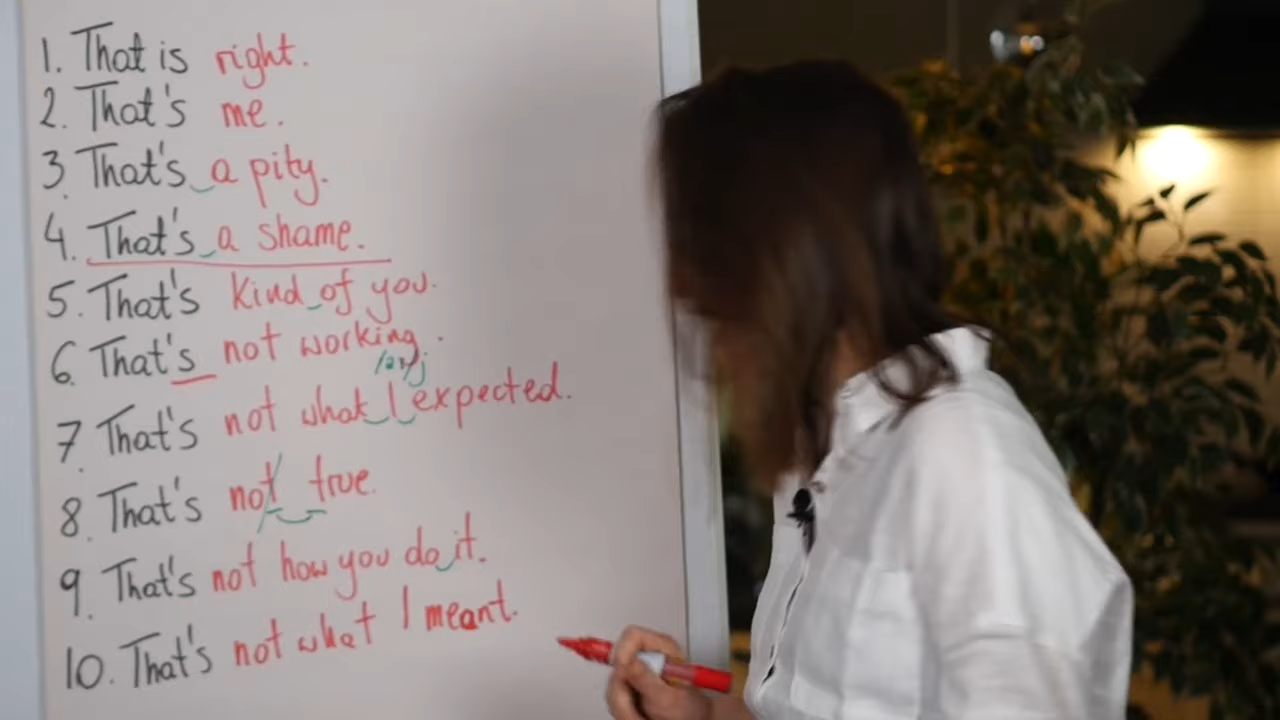 1. That is right.
2. That's me.
3. That's a pity.
4. That's a shame.
5. That's kind of you.
6. That's not working.
7. That's not what I expected.
8. That's not true.
9. That's not how you do it.
10. That's not what I meant.